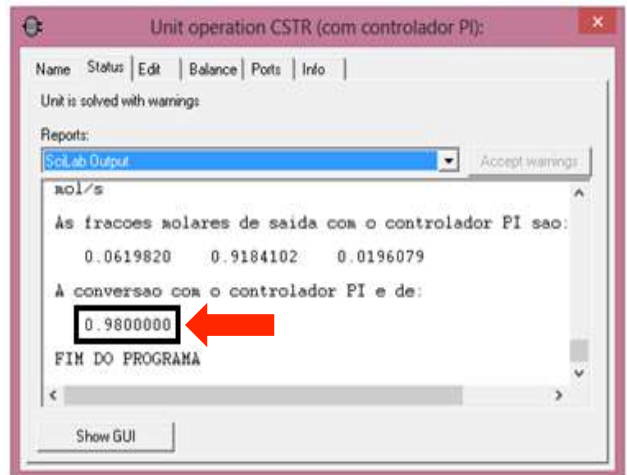 Unit operation CSTR (com controlador PI):
Name Status Edit Balance Ports Info
Unit is solved with warnings
Reports:
SciLab Output Accept warnings
mol/s
As fracoes molares de saida com o controlador PI sao:
0.0619820 0.9184102 0.0196079
A conversao com o controlador PI e de:
0.9800000
FIM DO PROGRAMA
Show GUI